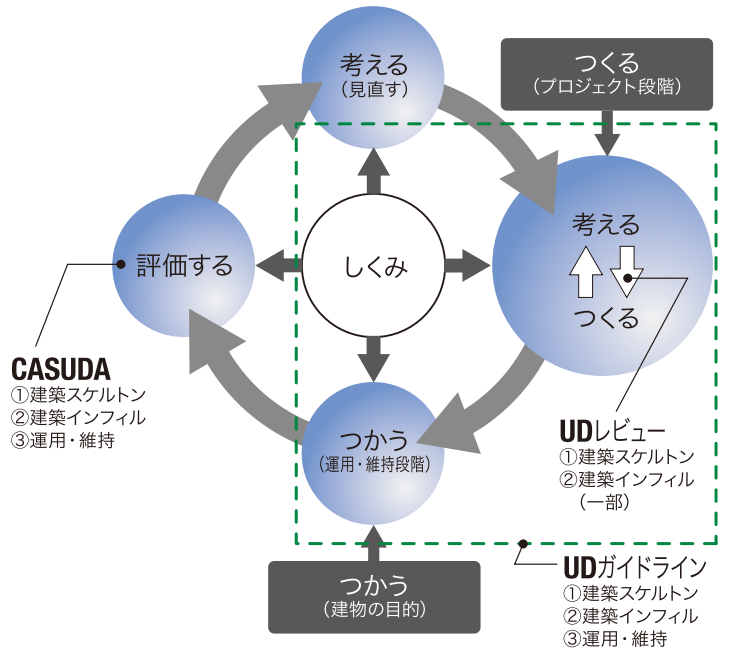 考える
(見直す)
つくる
(プロジェクト段階)
考える
つくる
評価する
しくみ
つかう
(運用・維持段階)
CASUDA
①建築スケルトン
②建築インフィル
③運用・維持
UDレビュー
①建築スケルトン
②建築インフィル
(一部)
つかう
(建物の目的)
UDガイドライン
①建築スケルトン
②建築インフィル
③運用・維持